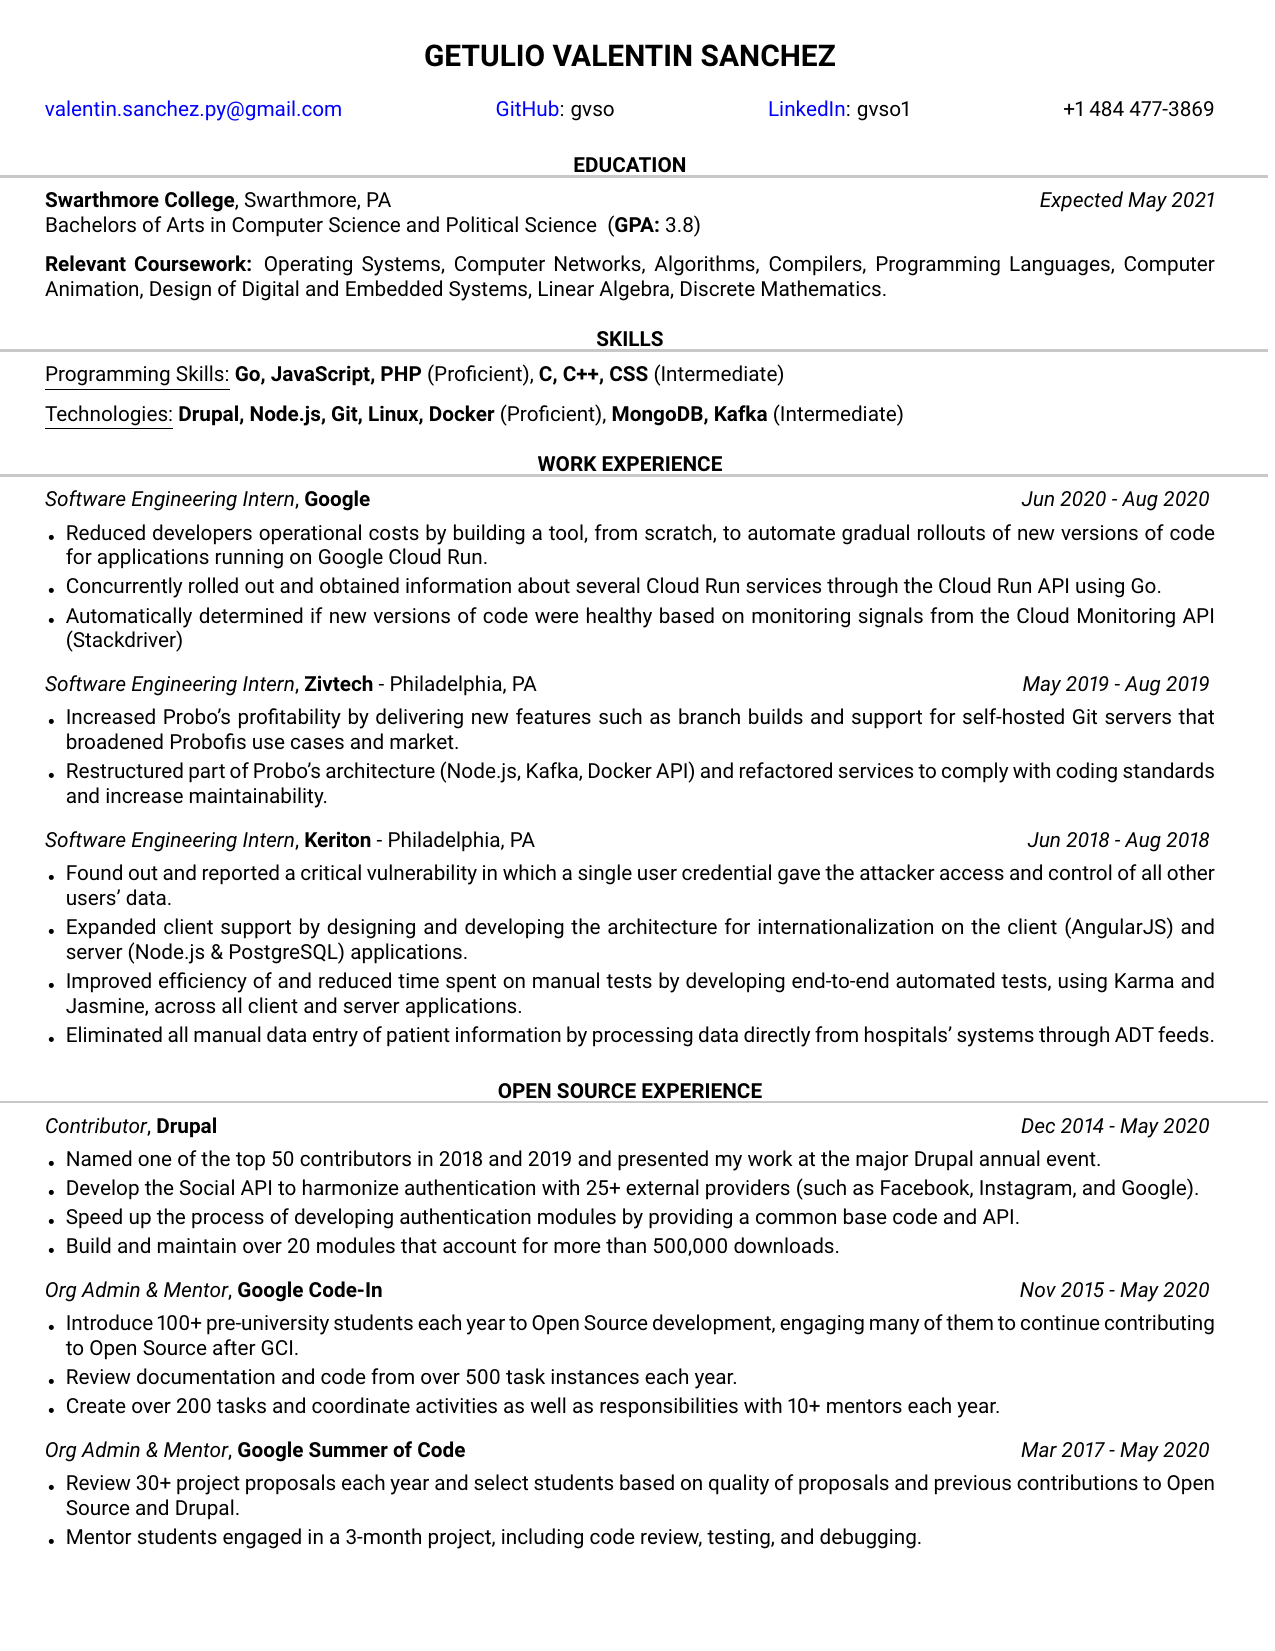 GETULIO VALENTIN SANCHEZ
valentin.sanchez.py@gmail.com GitHub: gvso LinkedIn: gvso1 +1 484 477-3869
EDUCATION
Swarthmore College, Swarthmore, PA Expected May 2021
Bachelors of Arts in Computer Science and Political Science (GPA: 3.8)
Relevant Coursework: Operating Systems, Computer Networks, Algorithms, Compilers, Programming Languages, Computer
Animation, Design of Digital and Embedded Systems, Linear Algebra, Discrete Mathematics.
SKILLS
Programming Skills: Go, JavaScript, PHP (Proficient), C, C++, CSS (Intermediate)
Technologies: Drupal, Node.js, Git, Linux, Docker (Proficient), MongoDB, Kafka (Intermediate)
WORK EXPERIENCE
Software Engineering Intern, Google Jun 2020 - Aug 2020
• Reduced developers operational costs by building a tool, from scratch, to automate gradual rollouts of new versions of code
for applications running on Google Cloud Run.
• Concurrently rolled out and obtained information about several Cloud Run services through the Cloud Run API using Go.
• Automatically determined if new versions of code were healthy based on monitoring signals from the Cloud Monitoring API
(Stackdriver)
Software Engineering Intern, Zivtech - Philadelphia, PA May 2019 - Aug 2019
• Increased Probo’s profitability by delivering new features such as branch builds and support for self-hosted Git servers that
broadened Probofis use cases and market.
• Restructured part of Probo’s architecture (Node.js, Kafka, Docker API) and refactored services to comply with coding standards
and increase maintainability.
Software Engineering Intern, Keriton - Philadelphia, PA Jun 2018 - Aug 2018
• Found out and reported a critical vulnerability in which a single user credential gave the attacker access and control of all other
users’ data.
• Expanded client support by designing and developing the architecture for internationalization on the client (AngularJS) and
server (Node.js & PostgreSQL) applications.
• Improved efficiency of and reduced time spent on manual tests by developing end-to-end automated tests, using Karma and
Jasmine, across all client and server applications.
• Eliminated all manual data entry of patient information by processing data directly from hospitals’ systems through ADT feeds.
OPEN SOURCE EXPERIENCE
Contributor, Drupal Dec 2014 - May 2020
• Named one of the top 50 contributors in 2018 and 2019 and presented my work at the major Drupal annual event.
• Develop the Social API to harmonize authentication with 25+ external providers (such as Facebook, Instagram, and Google).
• Speed up the process of developing authentication modules by providing a common base code and API.
• Build and maintain over 20 modules that account for more than 500,000 downloads.
Org Admin & Mentor, Google Code-In Nov 2015 - May 2020
• Introduce 100+ pre-university students each year to Open Source development, engaging many of them to continue contributing
to Open Source after GCI.
• Review documentation and code from over 500 task instances each year.
• Create over 200 tasks and coordinate activities as well as responsibilities with 10+ mentors each year.
Org Admin & Mentor, Google Summer of Code Mar 2017 - May 2020
• Review 30+ project proposals each year and select students based on quality of proposals and previous contributions to Open
Source and Drupal.
• Mentor students engaged in a 3-month project, including code review, testing, and debugging.